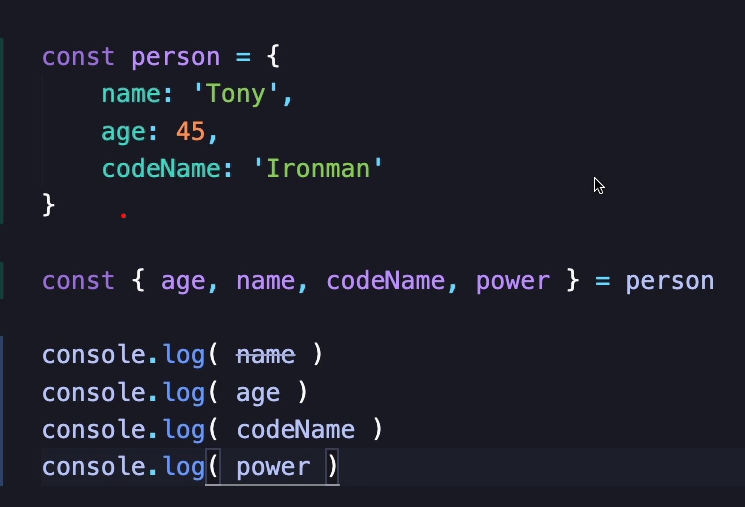 const person = {
    name: 'Tony',
    age: 45,
    codeName: 'Ironman'
}
const { age, name, codeName, power } = person
console.log( name )
console.log( age )
console.log( codeName )
console.log( power )